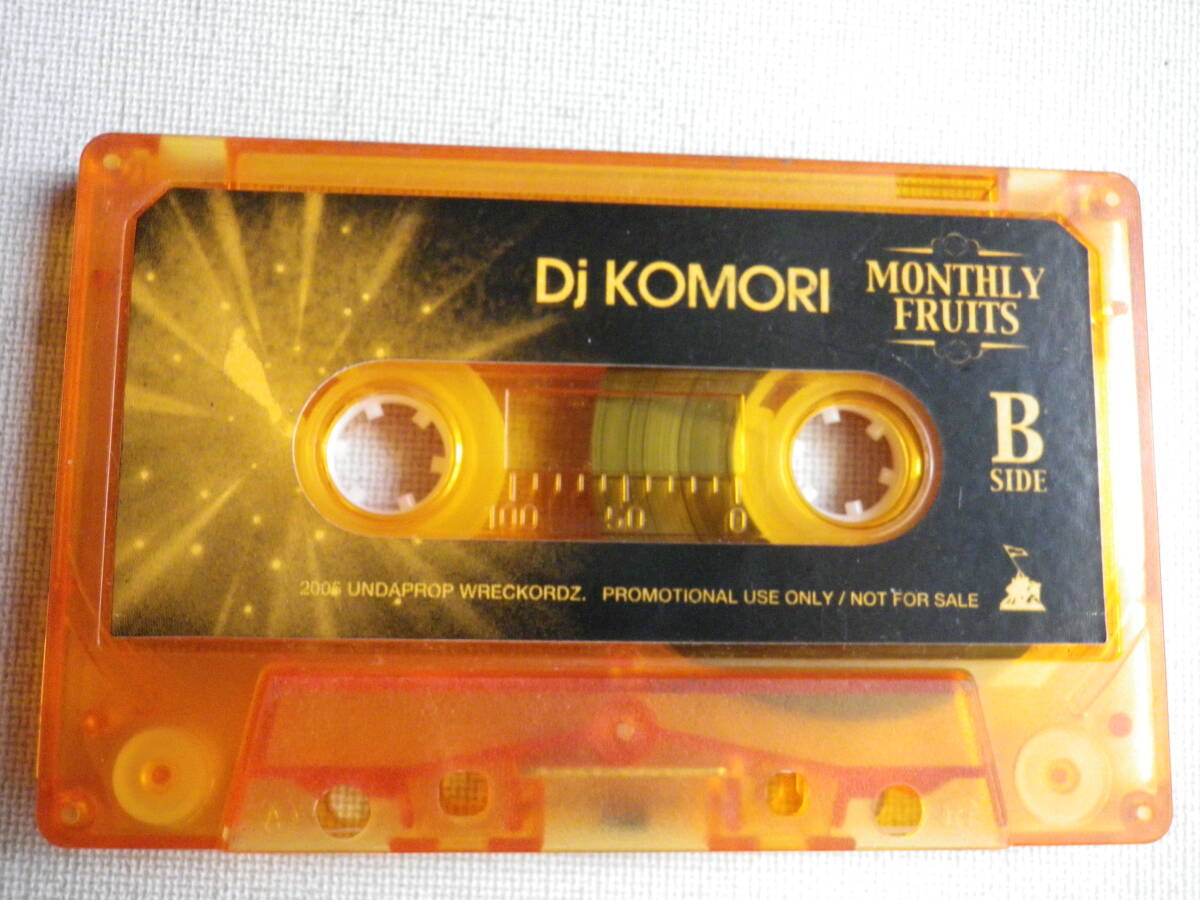 Dj KOMORI
MONTHLY
FRUITS
B
SIDE
100 50 0
UNDAPROP WRECKORDZ. PROMOTIONAL USE ONLY / NOT FOR SALE